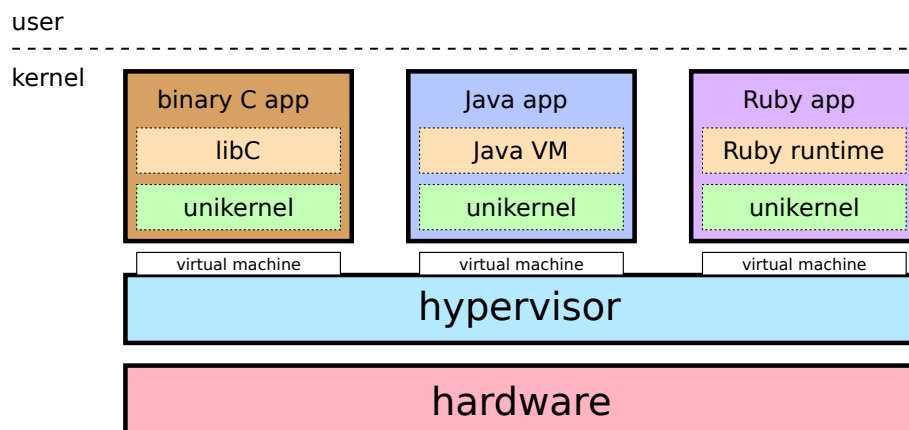 user
kernel
binary C app
libC
unikernel
Java app
Java VM
unikernel
Ruby app
Ruby runtime
unikernel
virtual machine
virtual machine
virtual machine
hypervisor
hardware